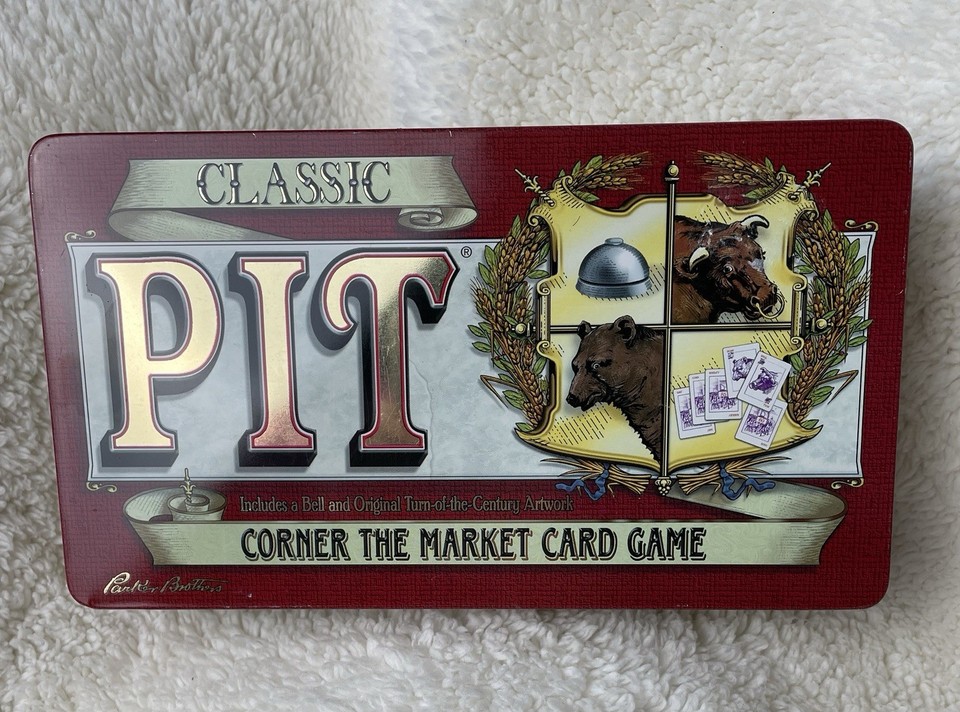 CLASSIC
PIT®
Includes a Bell and Original Turn-of-the-Century Artwork
CORNER THE MARKET CARD GAME
Parker Brothers